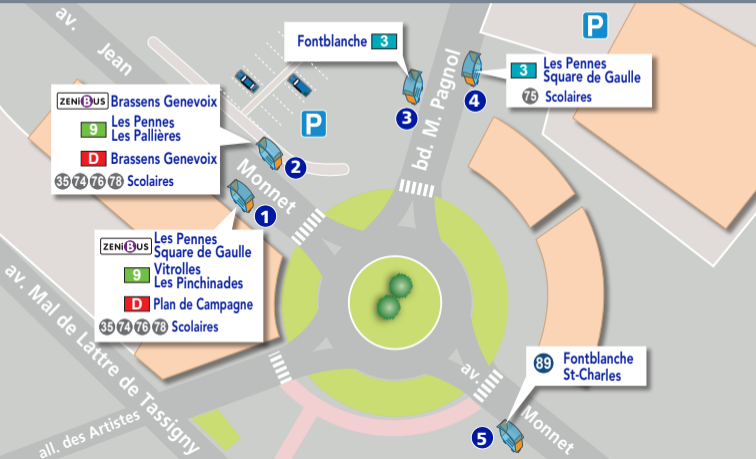 av. Jean
Fontblanche 3
P
bd. M. Pagnol
3 Les Pennes
Square de Gaulle
75 Scolaires
3
4
ZENiBUS Brassens Genevoix
9 Les Pennes
Les Pallières
D Brassens Genevoix
35 74 76 78 Scolaires
P
2
Monnet
1
ZENiBUS Les Pennes
Square de Gaulle
9 Vitrolles
Les Pinchinades
D Plan de Campagne
35 74 76 78 Scolaires
av. Mal de Lattre de Tassigny
all. des Artistes
av. Monnet
89 Fontblanche
St-Charles
5